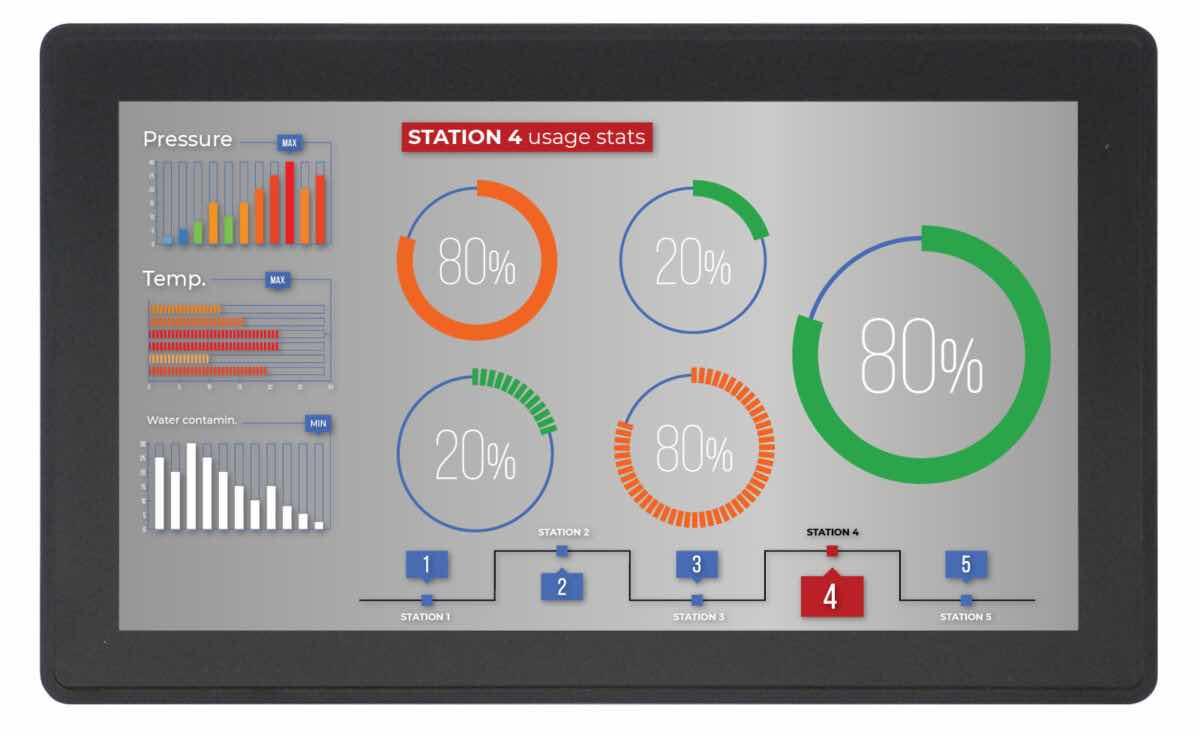 Pressure
MAX
Temp.
MAX
Water contamin.
MIN
STATION 4 usage stats
80%
20%
80%
20%
80%
STATION 2
STATION 4
1
2
3
4
5
STATION 1
STATION 3
STATION 5